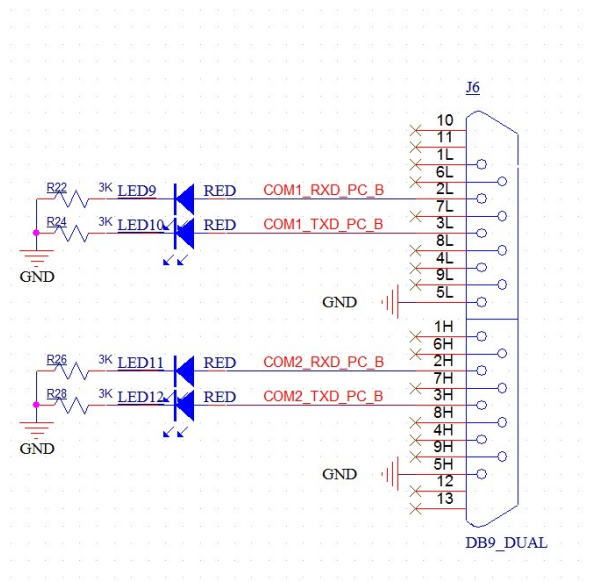 J6
10
11
1L
6L
R22 3K LED9 RED COM1_RXD_PC_B 2L
7L
R24 3K LED10 RED COM1_TXD_PC_B 3L
8L
4L
GND 9L
GND 5L
1H
6H
R26 3K LED11 RED COM2_RXD_PC_B 2H
7H
R28 3K LED12 RED COM2_TXD_PC_B 3H
8H
4H
GND 9H
GND 5H
12
13
DB9_DUAL